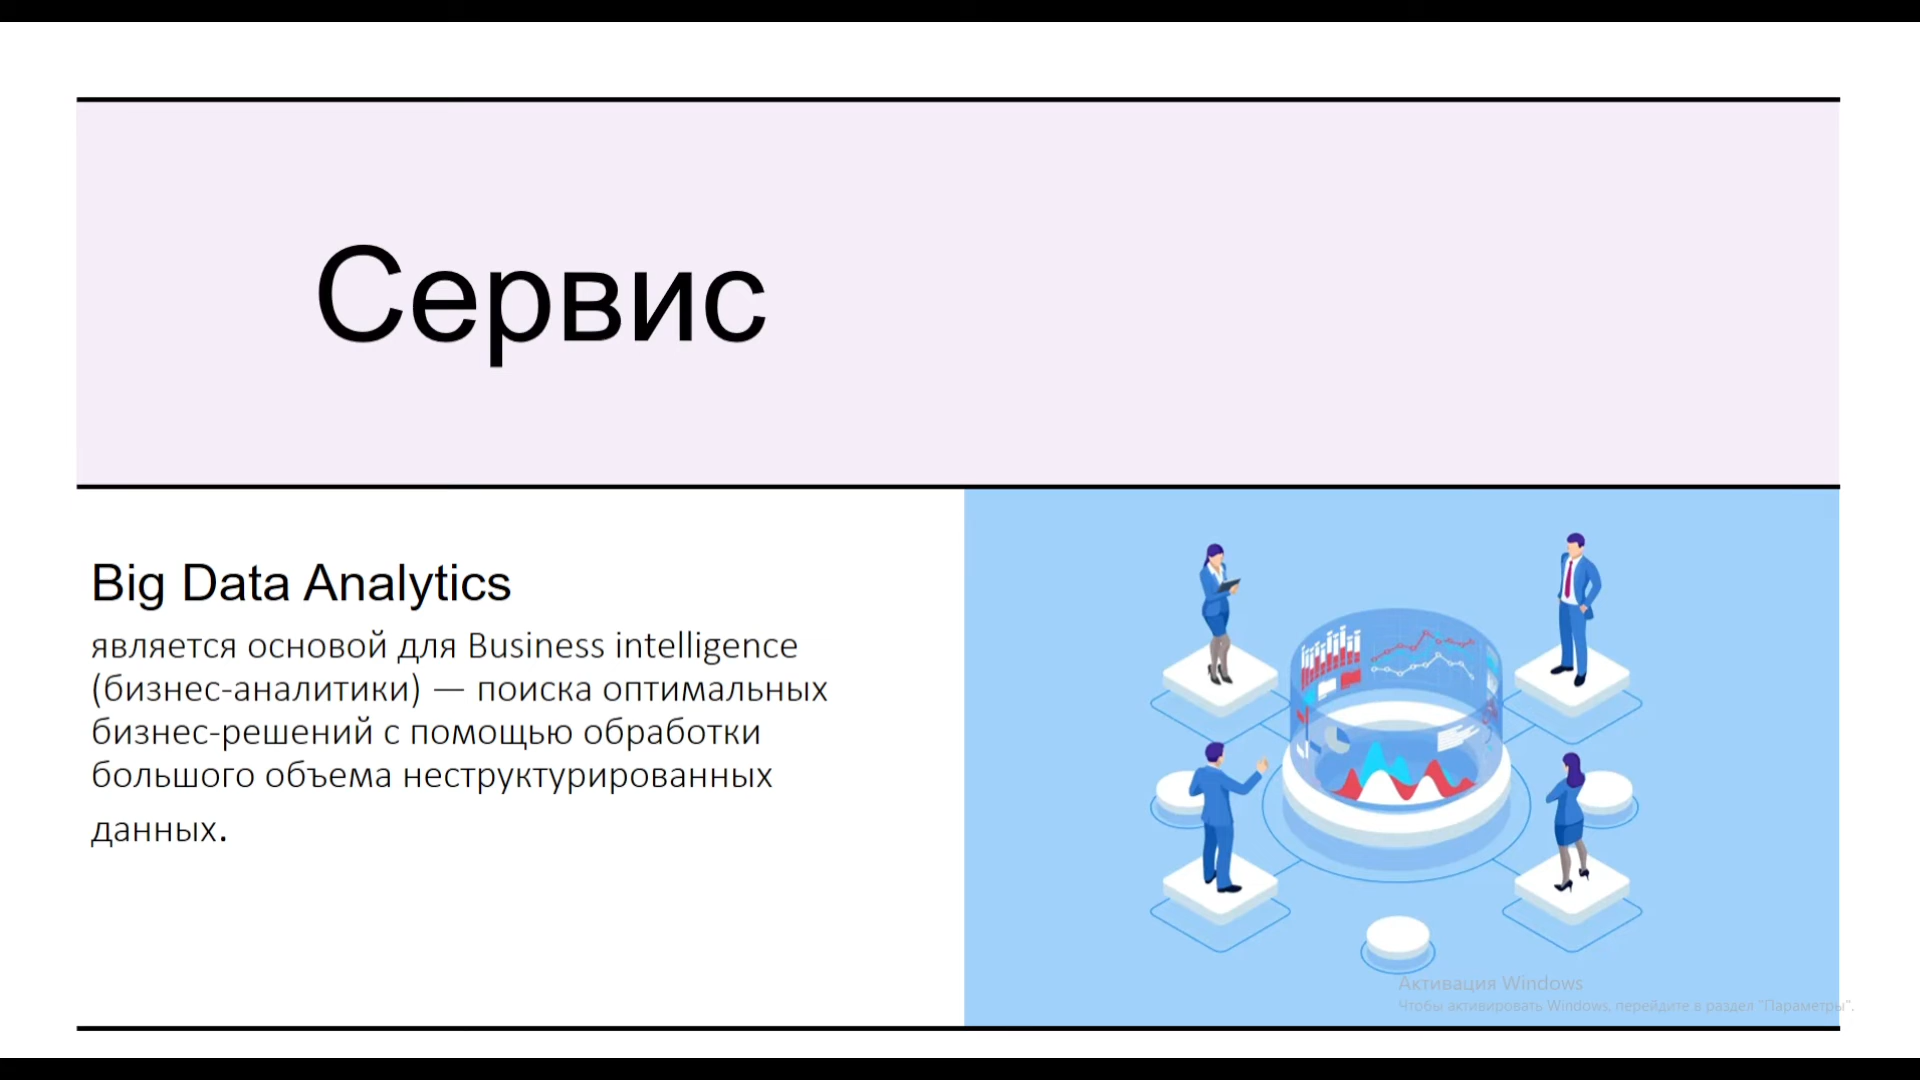 Сервис
Big Data Analytics
является основой для Business intelligence
(бизнес-аналитики) — поиска оптимальных
бизнес-решений с помощью обработки
большого объема неструктурированных
данных.
Активация Windows
Чтобы активировать Windows, перейдите в раздел "Параметры".